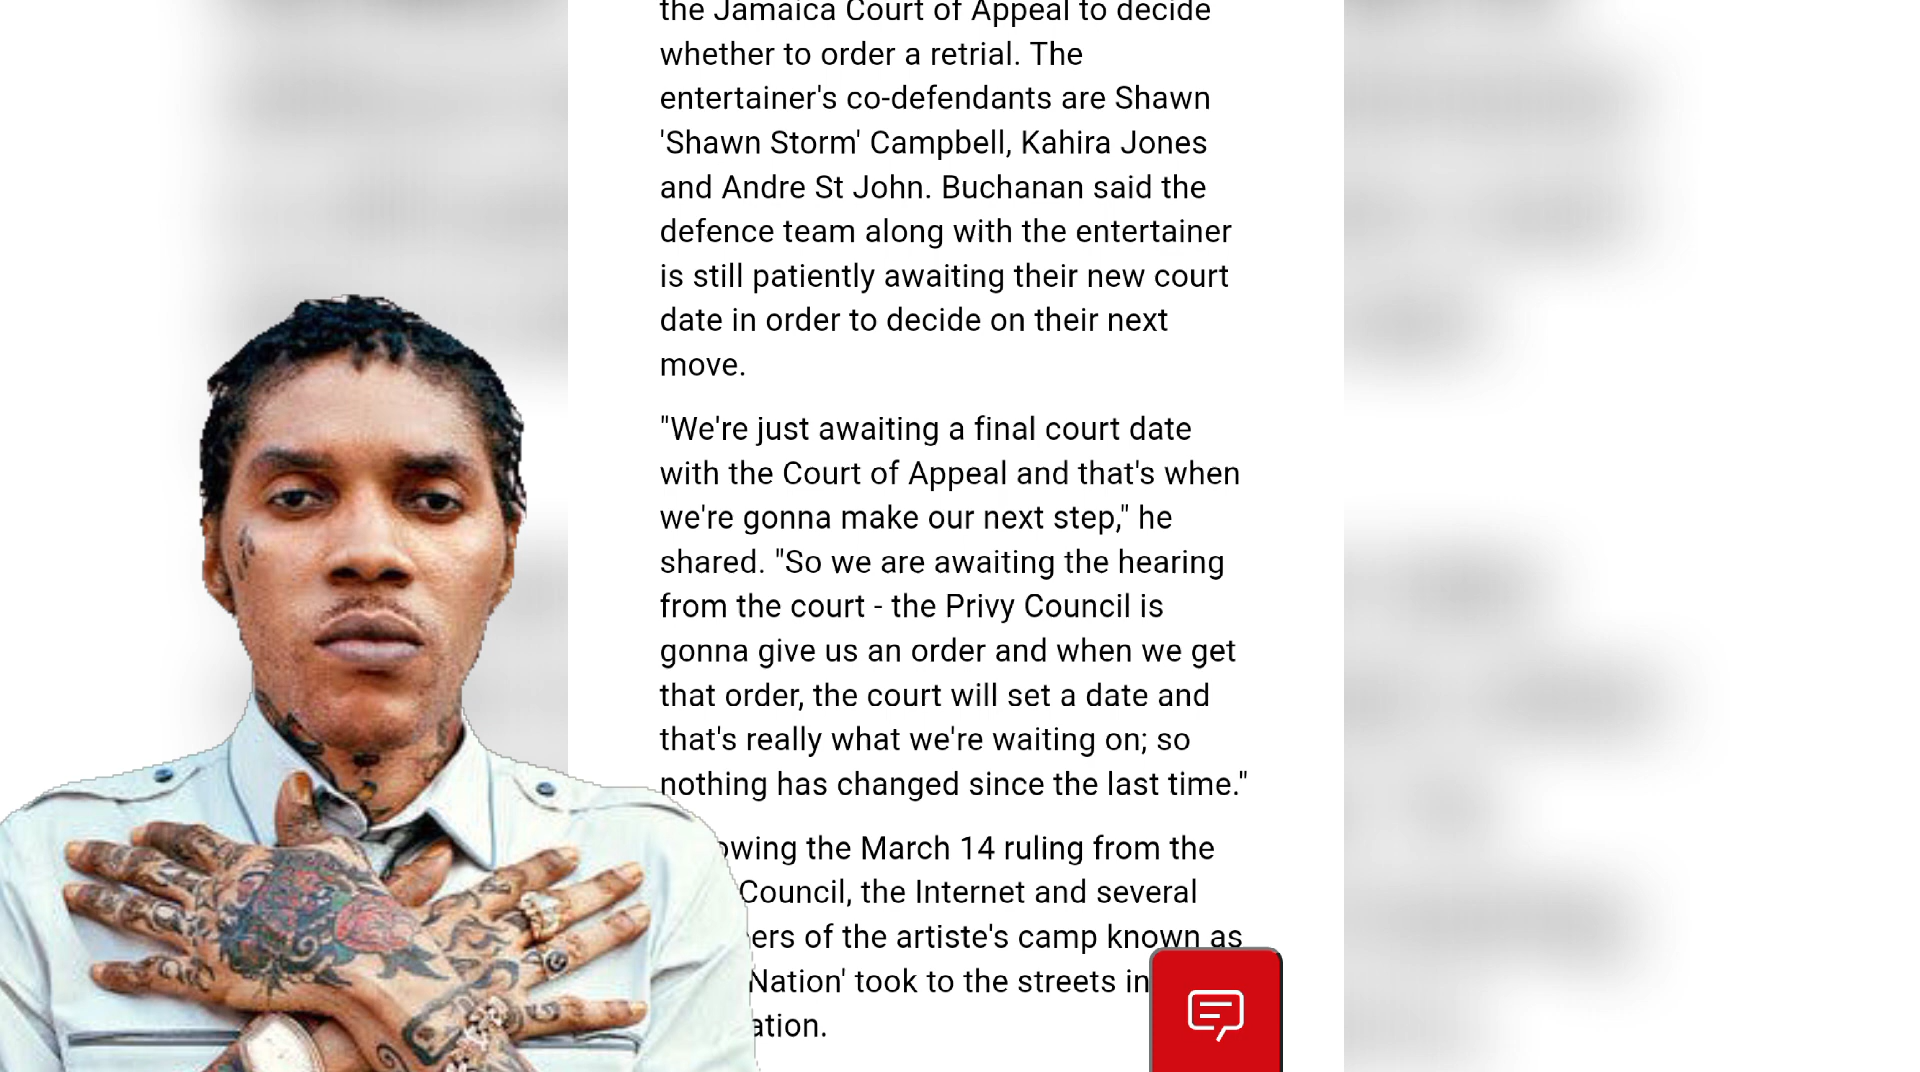 the Jamaica Court of Appeal to decide
whether to order a retrial. The
entertainer's co-defendants are Shawn
'Shawn Storm' Campbell, Kahira Jones
and Andre St John. Buchanan said the
defence team along with the entertainer
is still patiently awaiting their new court
date in order to decide on their next
move.
"We're just awaiting a final court date
with the Court of Appeal and that's when
we're gonna make our next step," he
shared. "So we are awaiting the hearing
from the court - the Privy Council is
gonna give us an order and when we get
that order, the court will set a date and
that's really what we're waiting on; so
nothing has changed since the last time."
owing the March 14 ruling from the
Council, the Internet and several
ers of the artiste's camp known as
Nation' took to the streets in
ation.